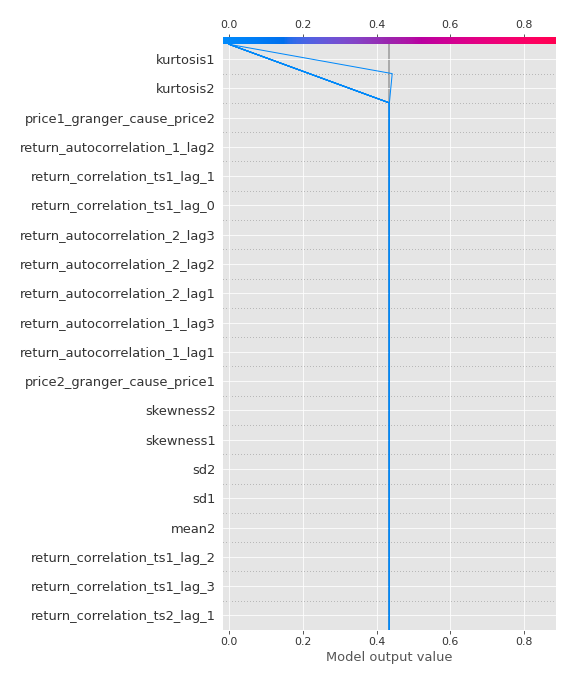 0.0 0.2 0.4 0.6 0.8
kurtosis1
kurtosis2
price1_granger_cause_price2
return_autocorrelation_1_lag2
return_correlation_ts1_lag_1
return_correlation_ts1_lag_0
return_autocorrelation_2_lag3
return_autocorrelation_2_lag2
return_autocorrelation_2_lag1
return_autocorrelation_1_lag3
return_autocorrelation_1_lag1
price2_granger_cause_price1
skewness2
skewness1
sd2
sd1
mean2
return_correlation_ts1_lag_2
return_correlation_ts1_lag_3
return_correlation_ts2_lag_1
0.0 0.2 0.4 0.6 0.8
Model output value